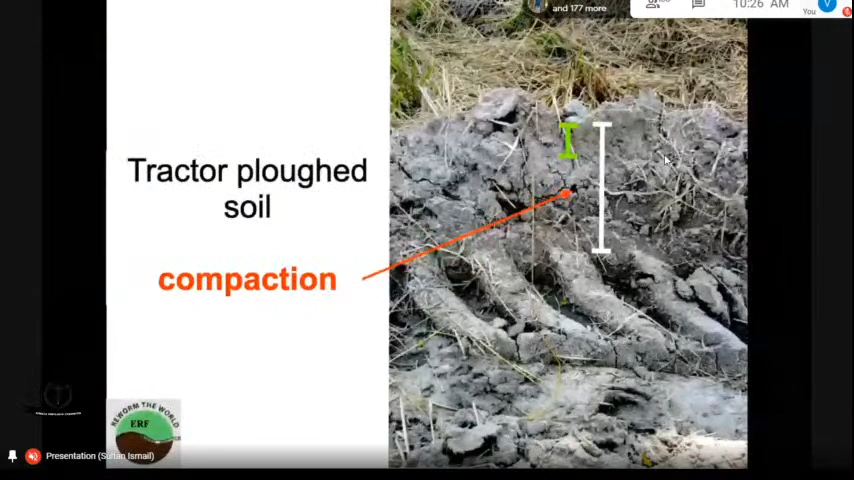 and 177 more
10:26 AM
You
V
Tractor ploughed
soil
compaction
REWORM THE WORLD
ERF
Presentation (Sultan Ismail)